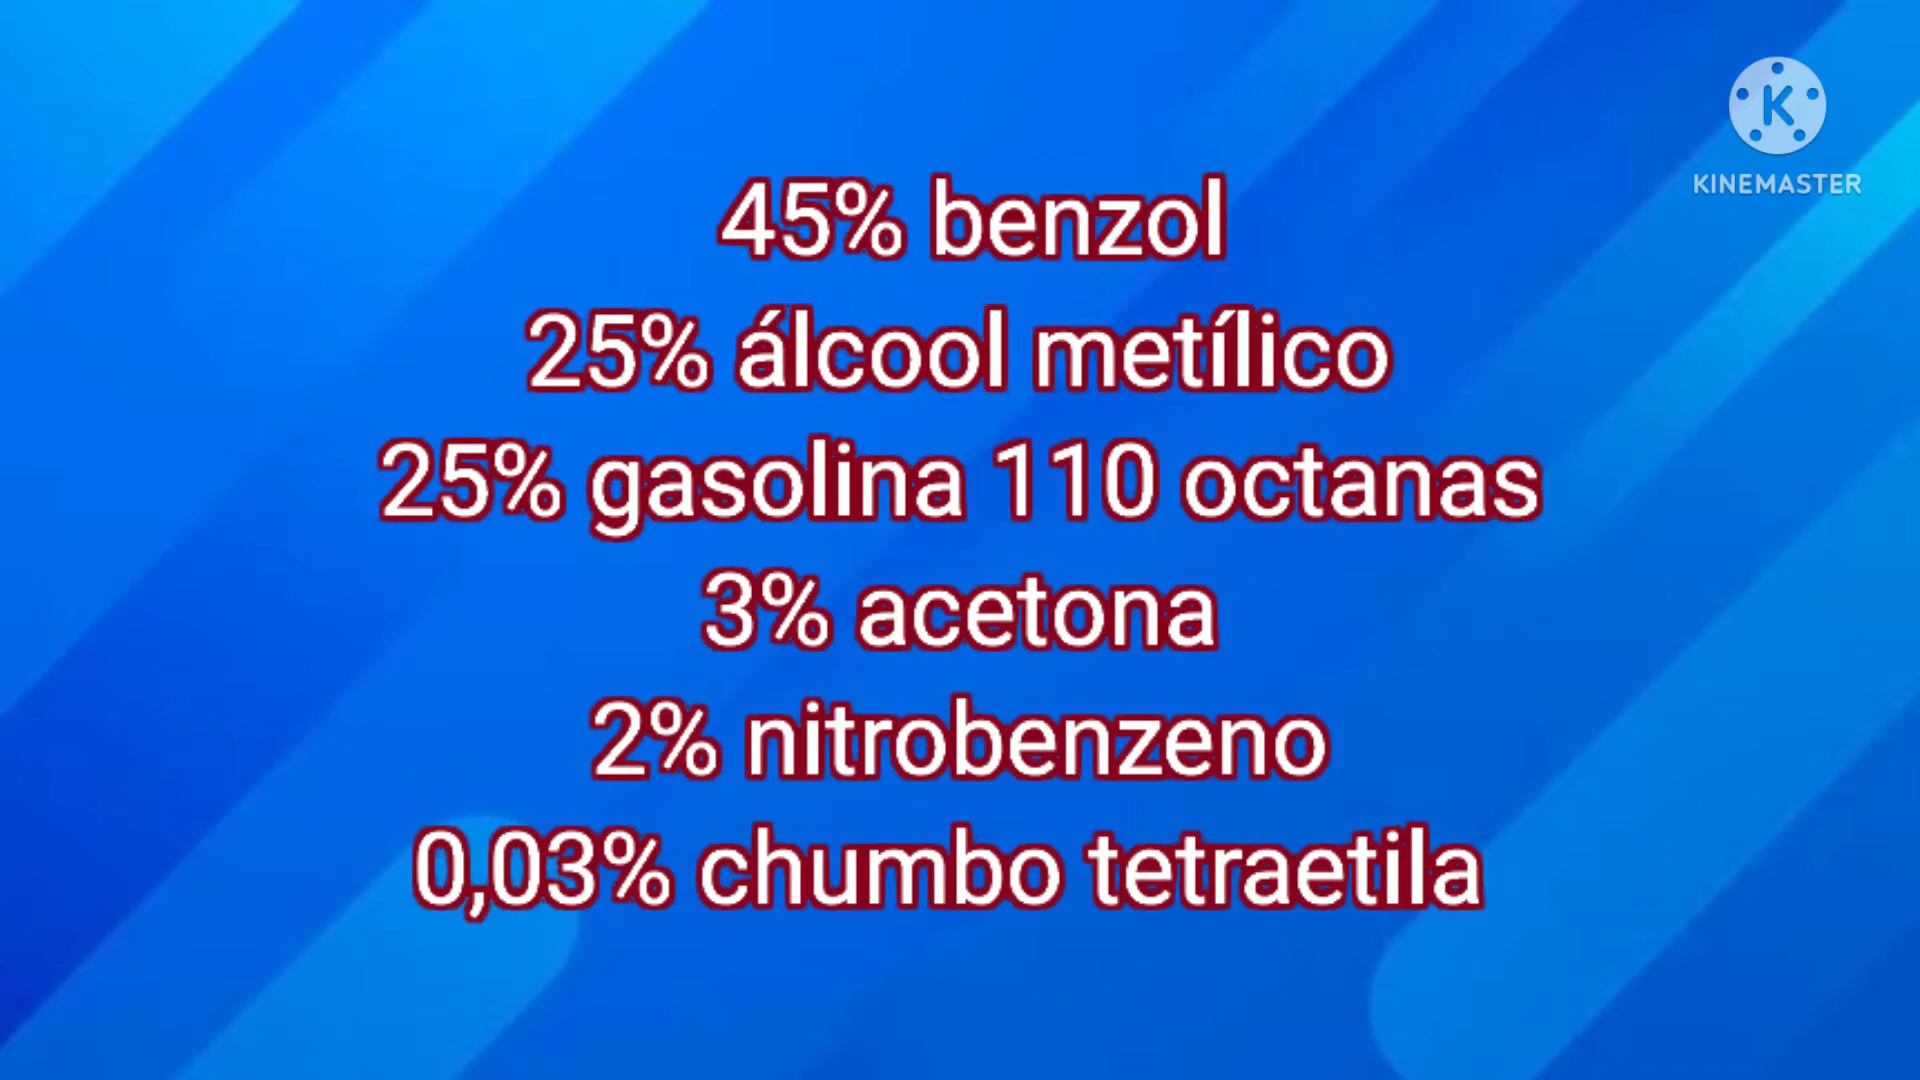 KINEMASTER
45% benzol
25% álcool metílico
25% gasolina 110 octanas
3% acetona
2% nitrobenzeno
0,03% chumbo tetraetila